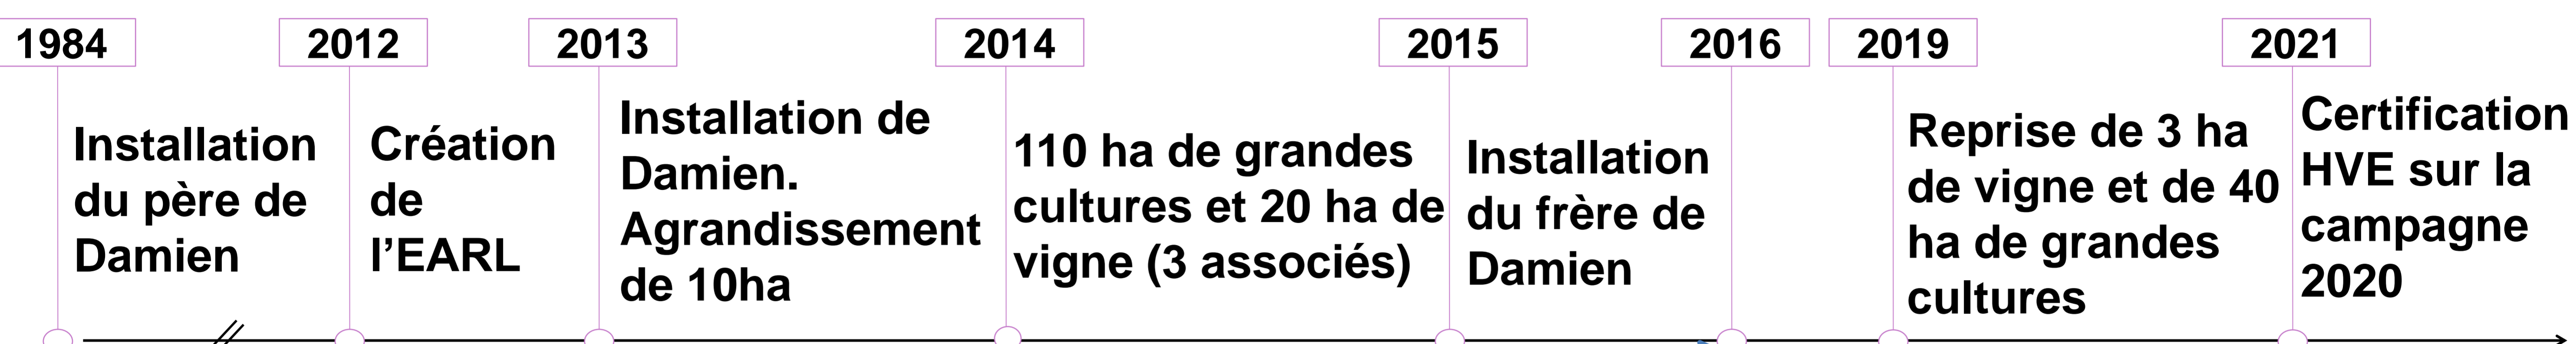 1984
Installation
du père de
Damien
2012
Création
de
l’EARL
2013
Installation de
Damien.
Agrandissement
de 10ha
2014
110 ha de grandes
cultures et 20 ha de
vigne (3 associés)
2015
Installation
du frère de
Damien
2016
2019
Reprise de 3 ha
de vigne et de 40
ha de grandes
cultures
2021
Certification
HVE sur la
campagne
2020